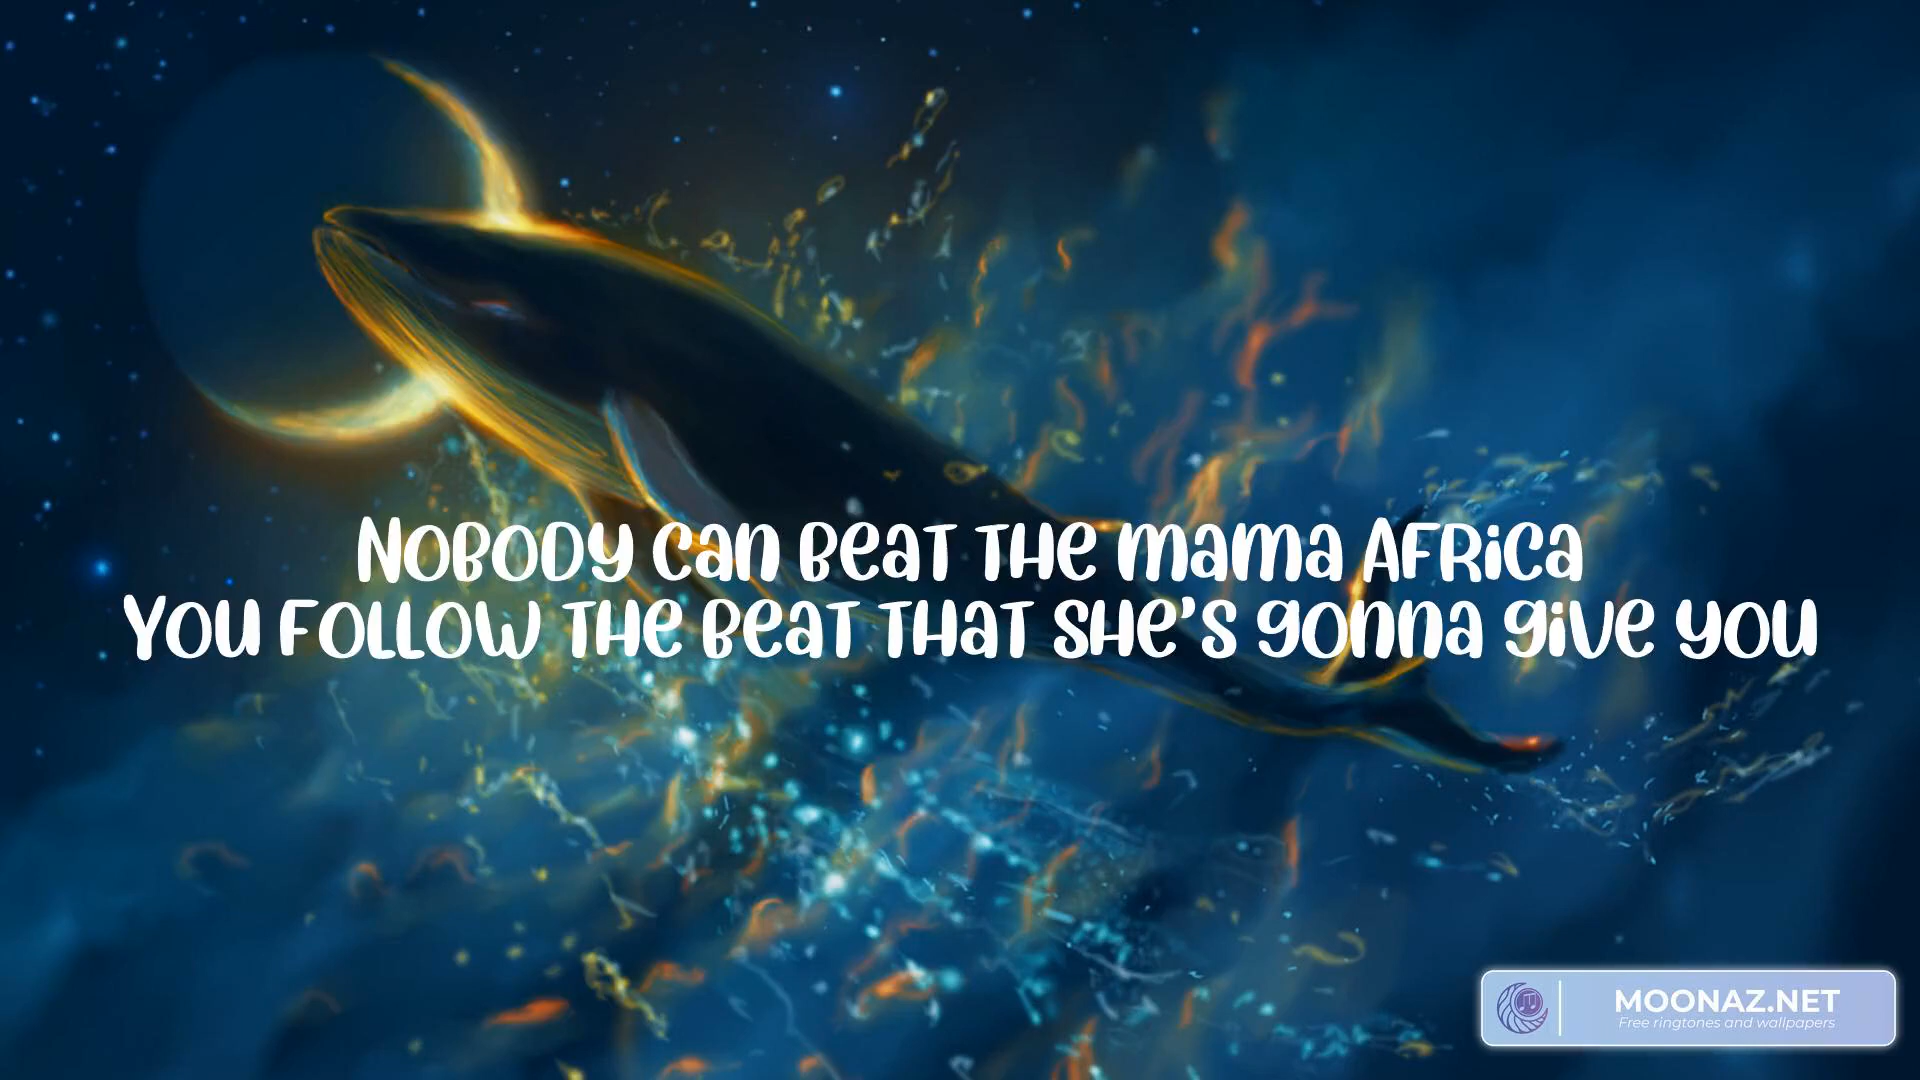 Nobody can beat the mama Africa
You follow the beat that she's gonna give you
MOONAZ.NET
Free ringtones and wallpapers